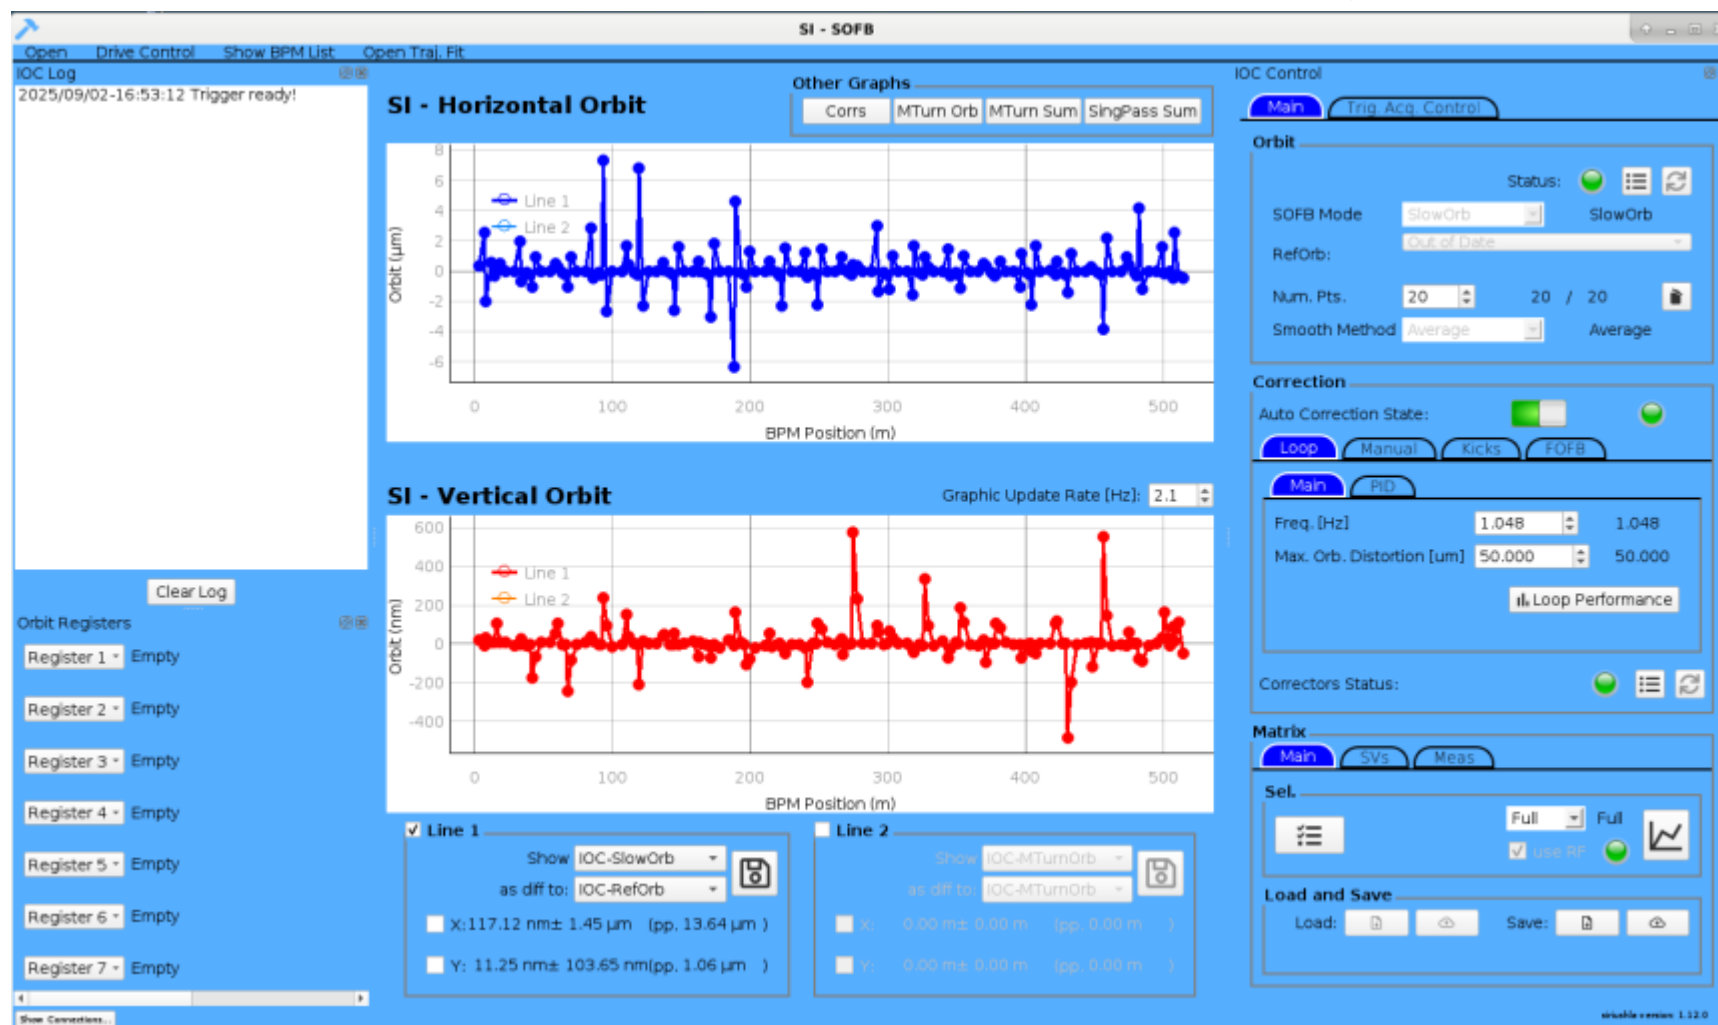 SI - SOFB
Open Drive Control Show BPM List Open Traj. Fit
IOC Log
2025/09/02-16:53:12 Trigger ready!
Clear Log
Orbit Registers
Register 1 Empty
Register 2 Empty
Register 3 Empty
Register 4 Empty
Register 5 Empty
Register 6 Empty
Register 7 Empty
Show Connections...
SI - Horizontal Orbit
Other Graphs
Corrs MTurn Orb MTurn Sum SingPass Sum
Orbit (µm)
8
6
4
2
0
-2
-4
-6
Line 1
Line 2
0 100 200 300 400 500
BPM Position (m)
SI - Vertical Orbit
Graphic Update Rate [Hz]: 2.1
Orbit (nm)
600
400
200
0
-200
-400
Line 1
Line 2
0 100 200 300 400 500
BPM Position (m)
Line 1
Show IOC-SlowOrb
as diff to: IOC-RefOrb
X: 117.12 nm± 1.45 µm (pp. 13.64 µm )
Y: 11.25 nm± 103.65 nm(pp. 1.06 µm )
Line 2
Show IOC-MTurnOrb
as diff to: IOC-MTurnOrb
X: 0.00 m± 0.00 m (pp. 0.00 m )
Y: 0.00 m± 0.00 m (pp. 0.00 m )
IOC Control
Main Trig. Acq. Control
Orbit
Status:
SOFB Mode SlowOrb SlowOrb
RefOrb: Out of Date
Num. Pts. 20 20 / 20
Smooth Method Average Average
Correction
Auto Correction State:
Loop Manual Kicks FOFB
Main PID
Freq. [Hz] 1.048 1.048
Max. Orb. Distortion [um] 50.000 50.000
Loop Performance
Correctors Status:
Matrix
Main SVs Meas
Sel.
Full Full
use RF
Load and Save
Load: Save:
siriushla version: 1.12.0